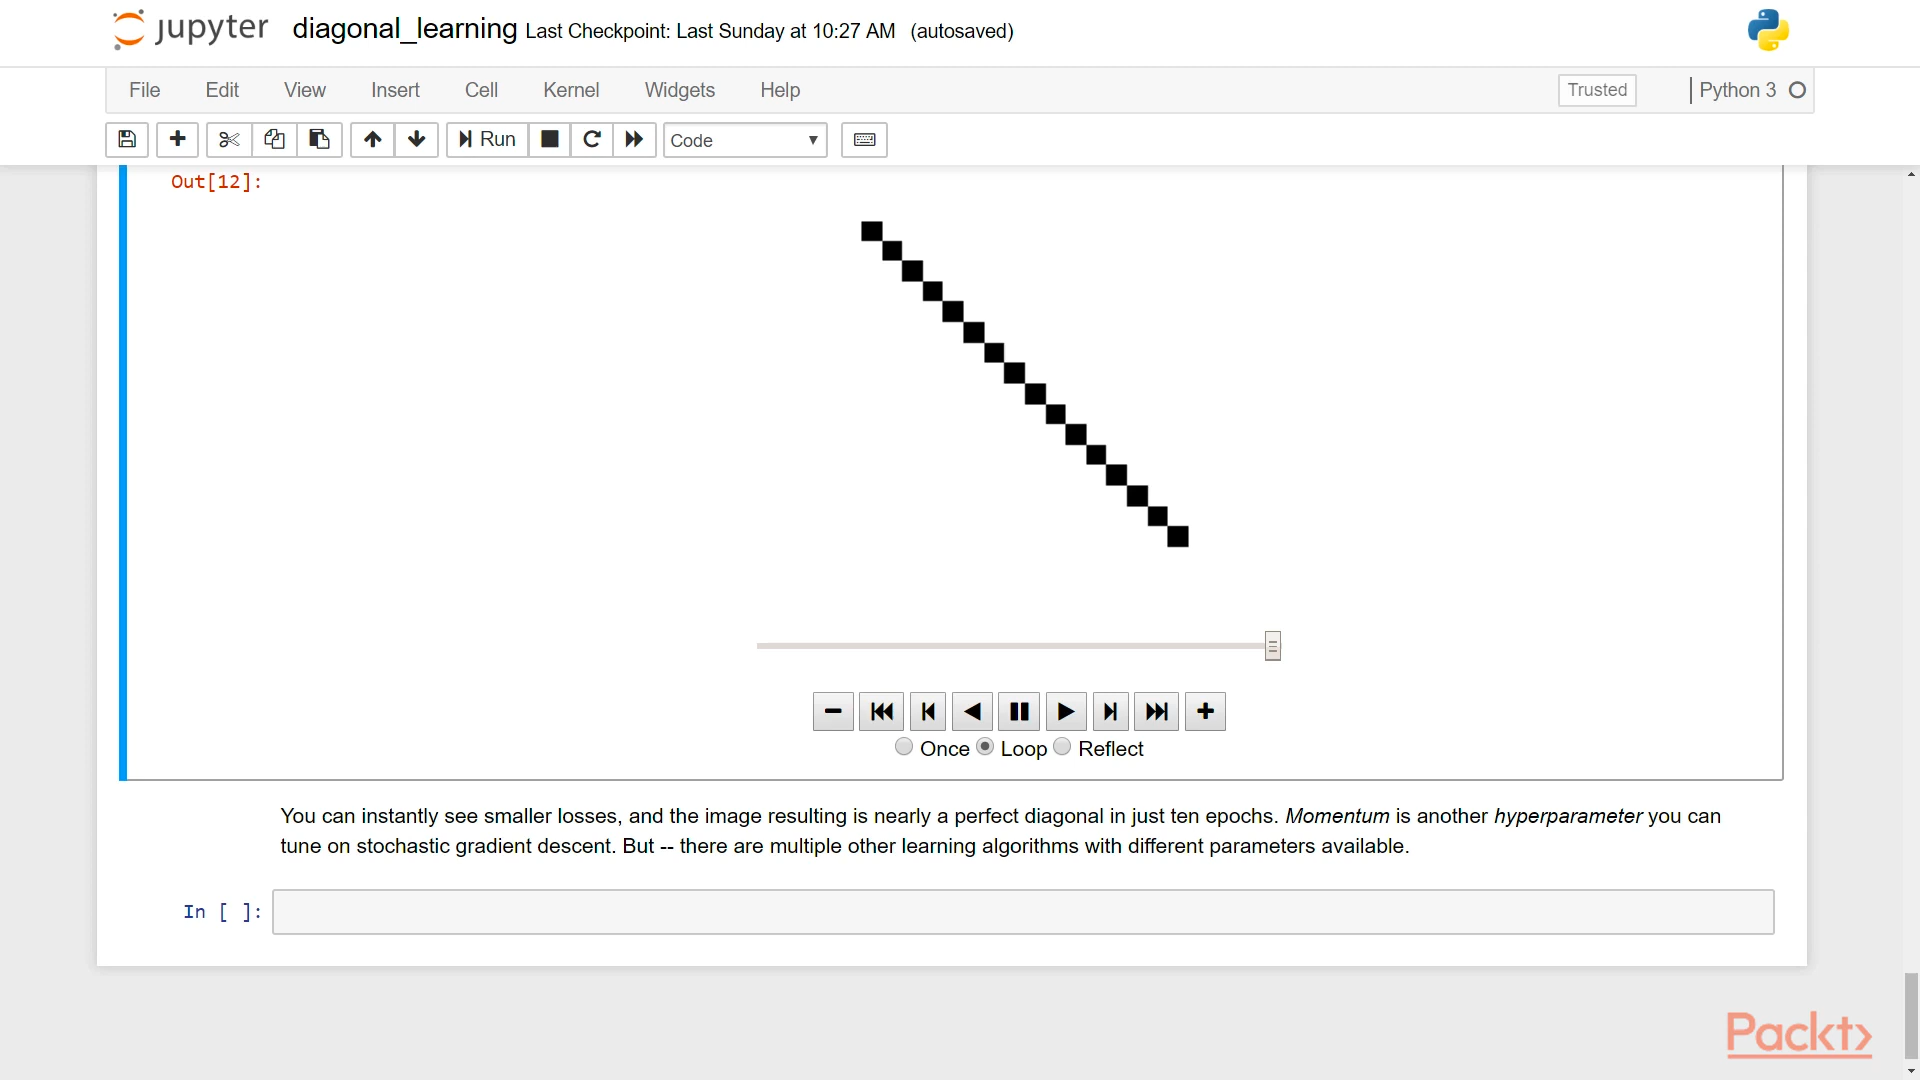 jupyter diagonal_learning Last Checkpoint: Last Sunday at 10:27 AM (autosaved)
File Edit View Insert Cell Kernel Widgets Help Trusted Python 3
Run Code
Out[12]:
Once Loop Reflect
You can instantly see smaller losses, and the image resulting is nearly a perfect diagonal in just ten epochs. Momentum is another hyperparameter you can
tune on stochastic gradient descent. But -- there are multiple other learning algorithms with different parameters available.
In [ ]:
Packt>